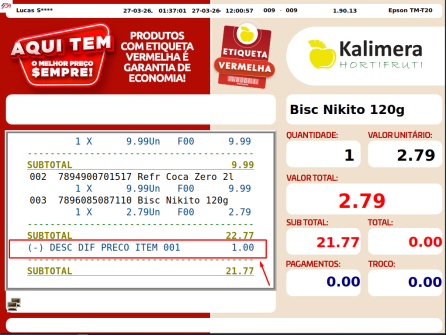 Lucas S**** 27-03-26, 01:37:01 27-03-26- 12:00:57 009 - 009 1.90.13 Epson TM-T20
AQUI TEM
O MELHOR PREÇO
SEMPRE!
PRODUTOS
COM ETIQUETA
VERMELHA É
GARANTIA DE
ECONOMIA!
ETIQUETA
VERMELHA
Kalimera
HORTIFRUTI
Bisc Nikito 120g
QUANTIDADE: VALOR UNITÁRIO:
1 2.79
VALOR TOTAL:
2.79
SUB TOTAL: TOTAL:
21.77 0.00
PAGAMENTOS: TROCO:
0.00 0.00
1 X 9.99Un F00 9.99
--------------------------------
SUBTOTAL 9.99
002 7894900701517 Refr Coca Zero 2l
1 X 9.99Un F00 9.99
003 7896085087110 Bisc Nikito 120g
1 X 2.79Un F00 2.79
--------------------------------
SUBTOTAL 22.77
(-) DESC DIF PRECO ITEM 001 1.00
--------------------------------
SUBTOTAL 21.77